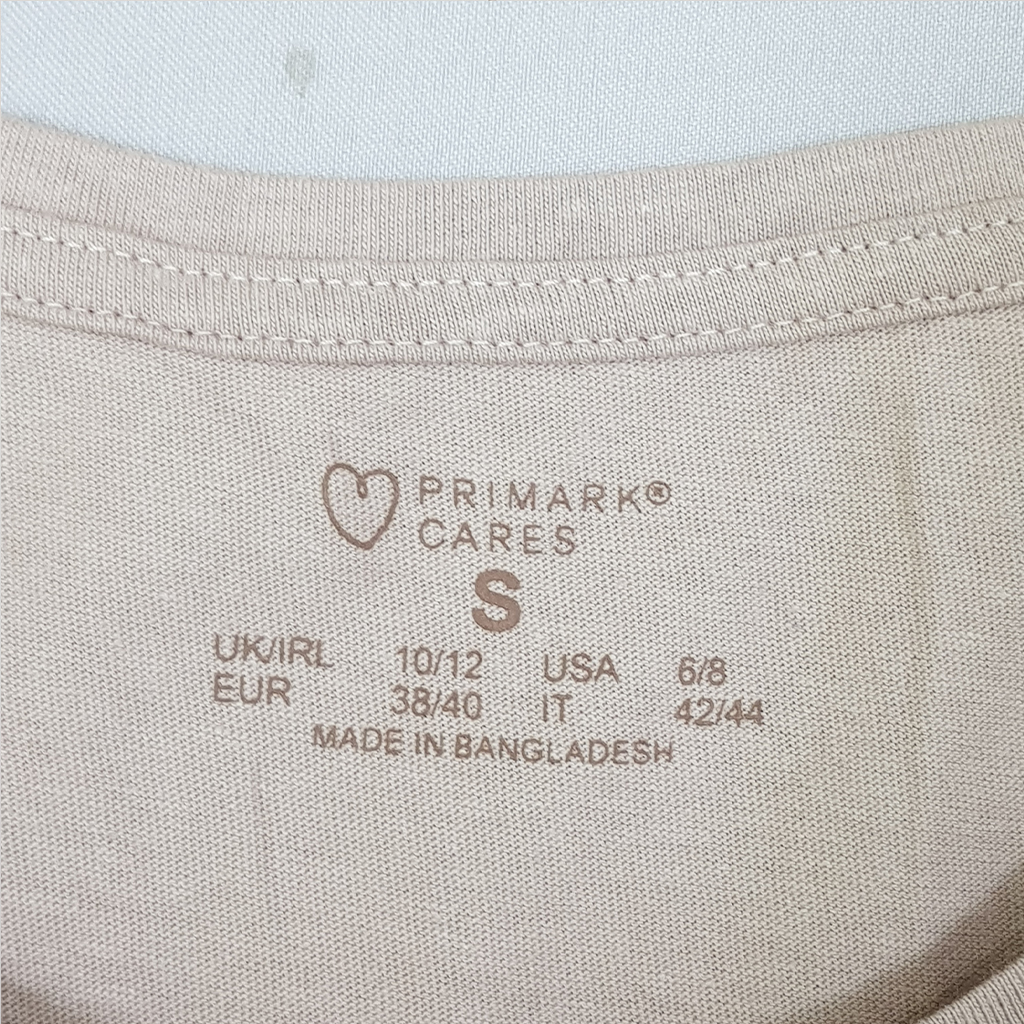 PRIMARK®
CARES
S
UK/IRL 10/12 USA 6/8
EUR 38/40 IT 42/44
MADE IN BANGLADESH